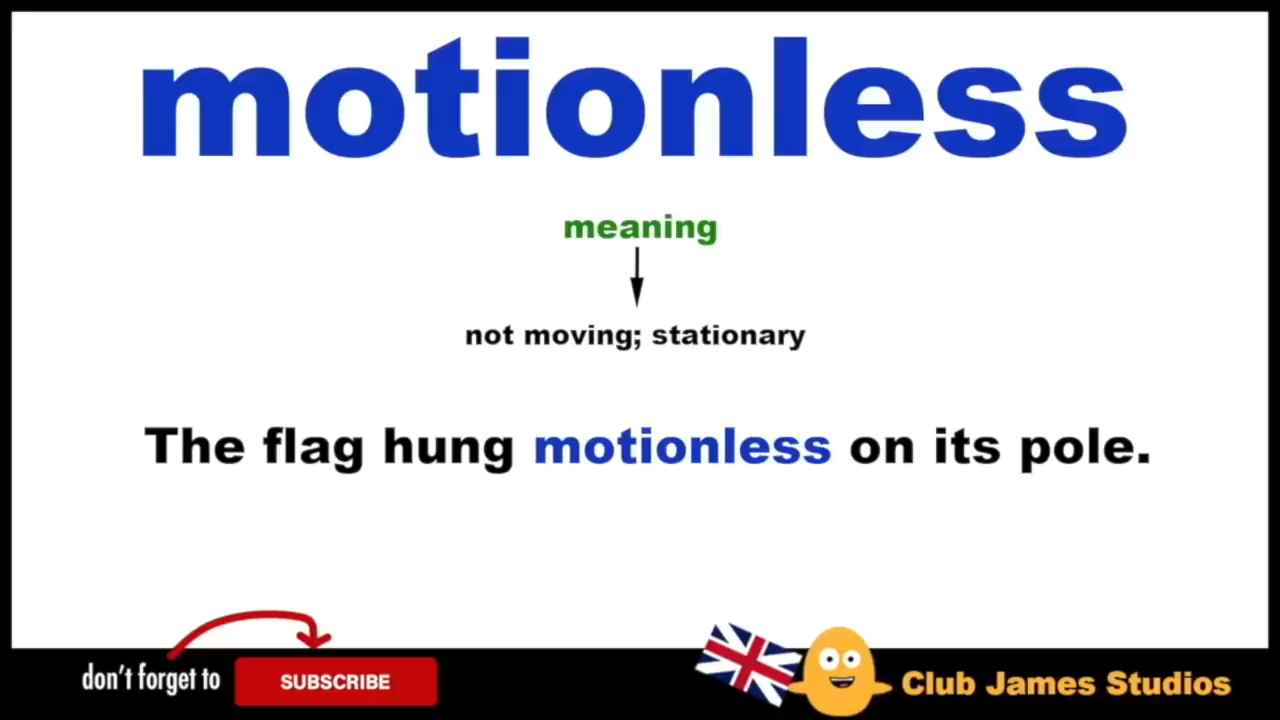 motionless
meaning
not moving; stationary
The flag hung motionless on its pole.
don't forget to
SUBSCRIBE
Club James Studios